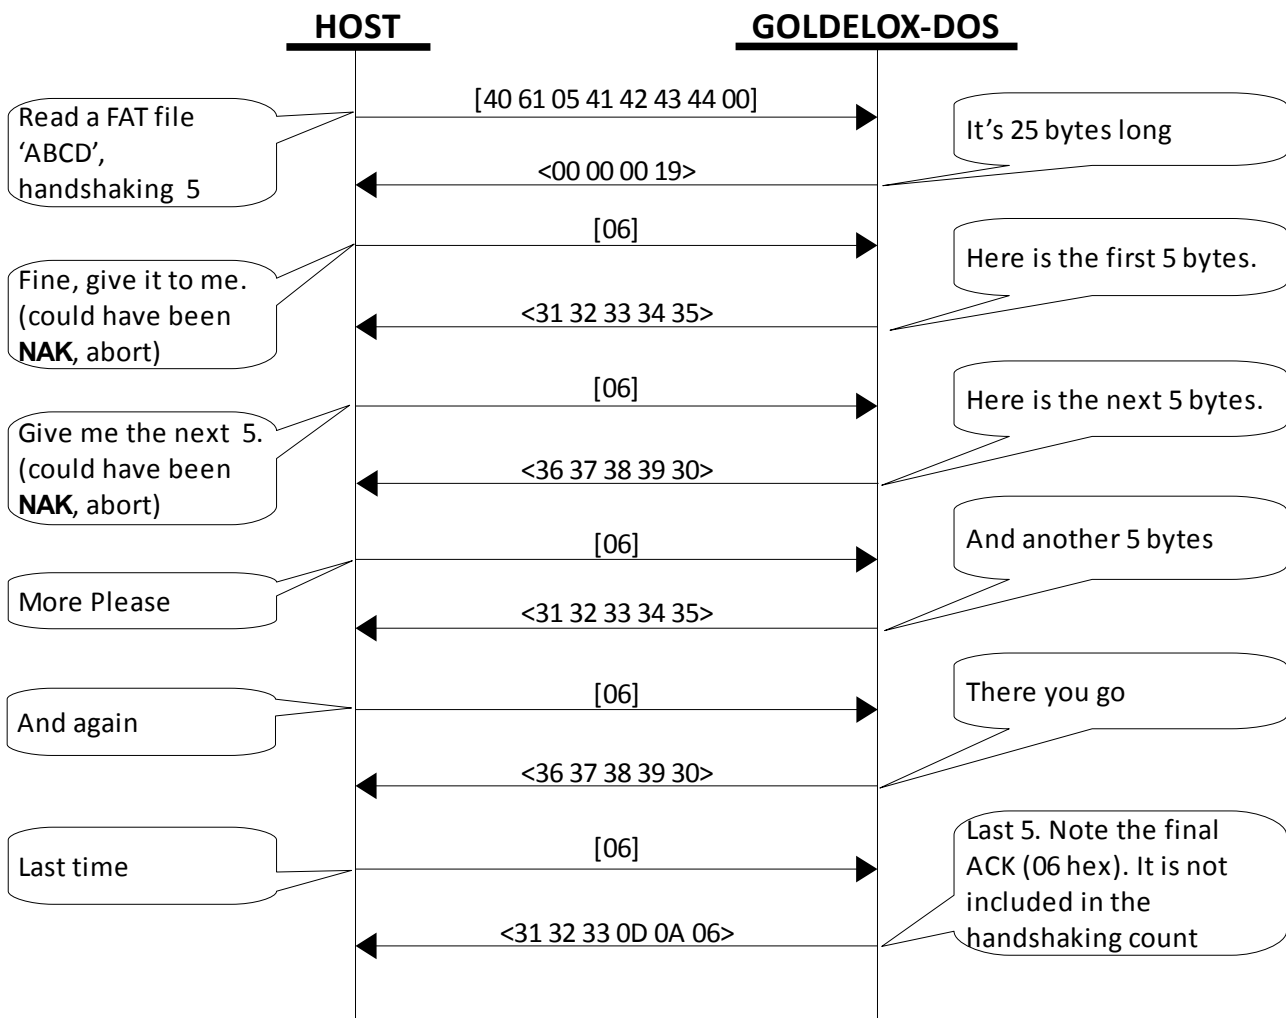 HOST
GOLDELOX-DOS
[40 61 05 41 42 43 44 00]
Read a FAT file
‘ABCD’,
handshaking 5
It’s 25 bytes long
<00 00 00 19>
[06]
Fine, give it to me.
(could have been
NAK, abort)
Here is the first 5 bytes.
<31 32 33 34 35>
[06]
Give me the next 5.
(could have been
NAK, abort)
Here is the next 5 bytes.
<36 37 38 39 30>
[06]
More Please
And another 5 bytes
<31 32 33 34 35>
[06]
And again
There you go
<36 37 38 39 30>
[06]
Last time
Last 5. Note the final
ACK (06 hex). It is not
included in the
handshaking count
<31 32 33 0D 0A 06>